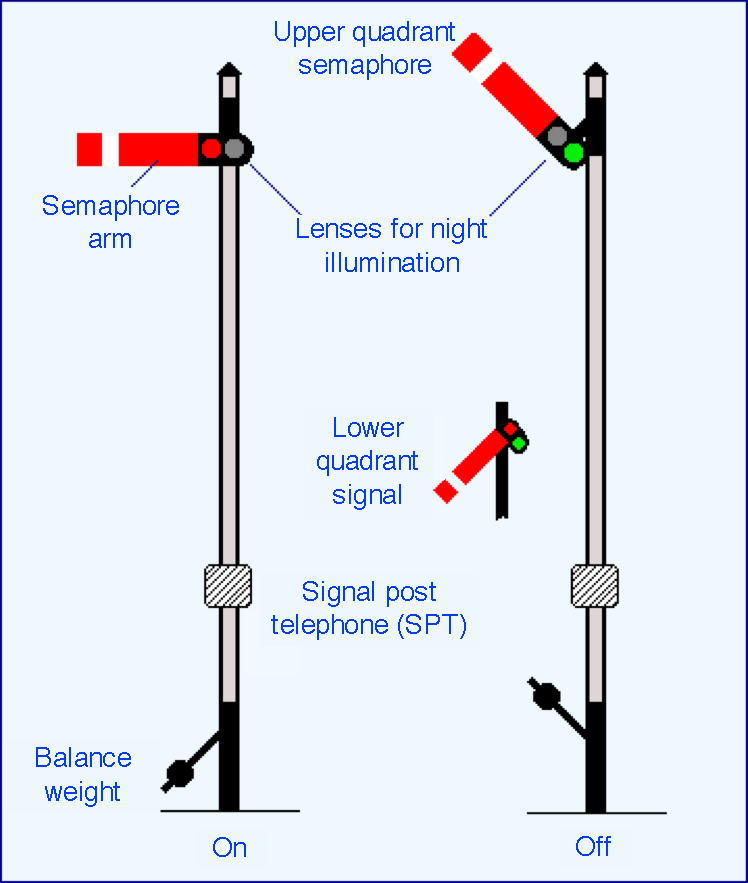 Upper quadrant
semaphore
Semaphore
arm
Lenses for night
illumination
Lower
quadrant
signal
Signal post
telephone (SPT)
Balance
weight
On
Off